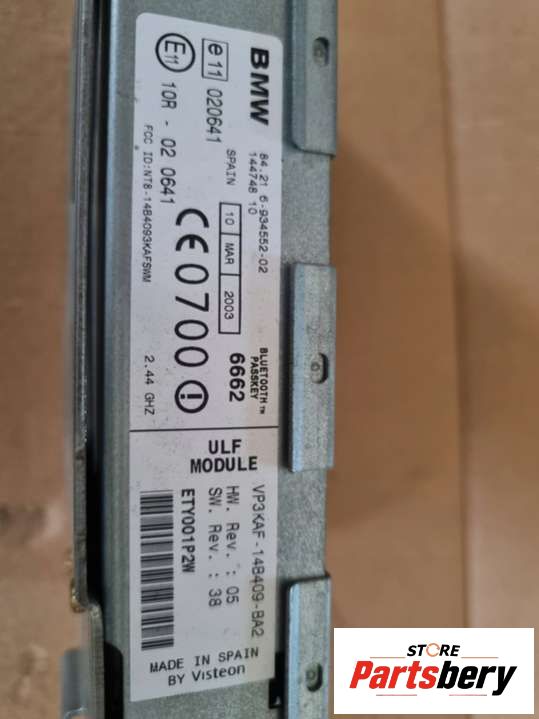 BMW
84.21 6-934552-02
144748 10
e 11 020641
SPAIN
10 MAR 2003
E11 10R - 02 0641
FCC ID:NT8-14B4093KAFSWM
CE0700
BLUETOOTH™
PASSKEY
6662
2.44 GHZ
ULF
MODULE
VP3KAF-14B409-BA2
HW. Rev. : 05
SW. Rev. : 38
ETY001P2W
MADE IN SPAIN
BY Visteon
STORE
Partsbery